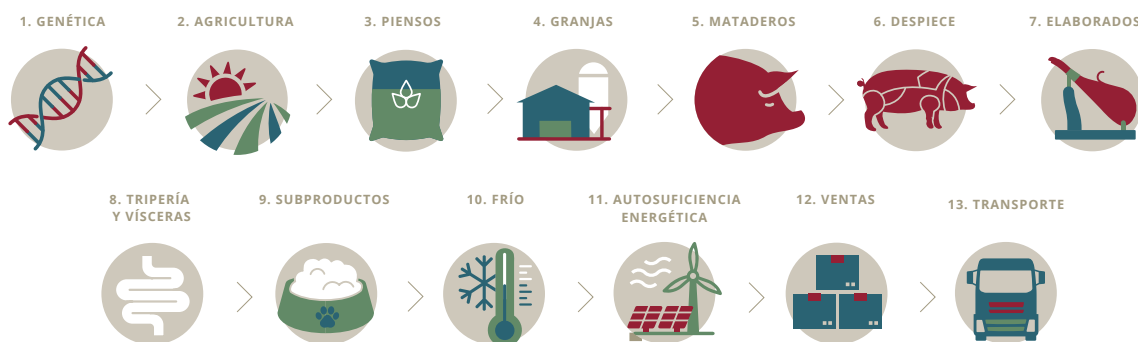 1. GENÉTICA
2. AGRICULTURA
3. PIENSOS
4. GRANJAS
5. MATADEROS
6. DESPIECE
7. ELABORADOS
8. TRIPERÍA
Y VÍSCERAS
9. SUBPRODUCTOS
10. FRÍO
11. AUTOSUFICIENCIA
ENERGÉTICA
12. VENTAS
13. TRANSPORTE